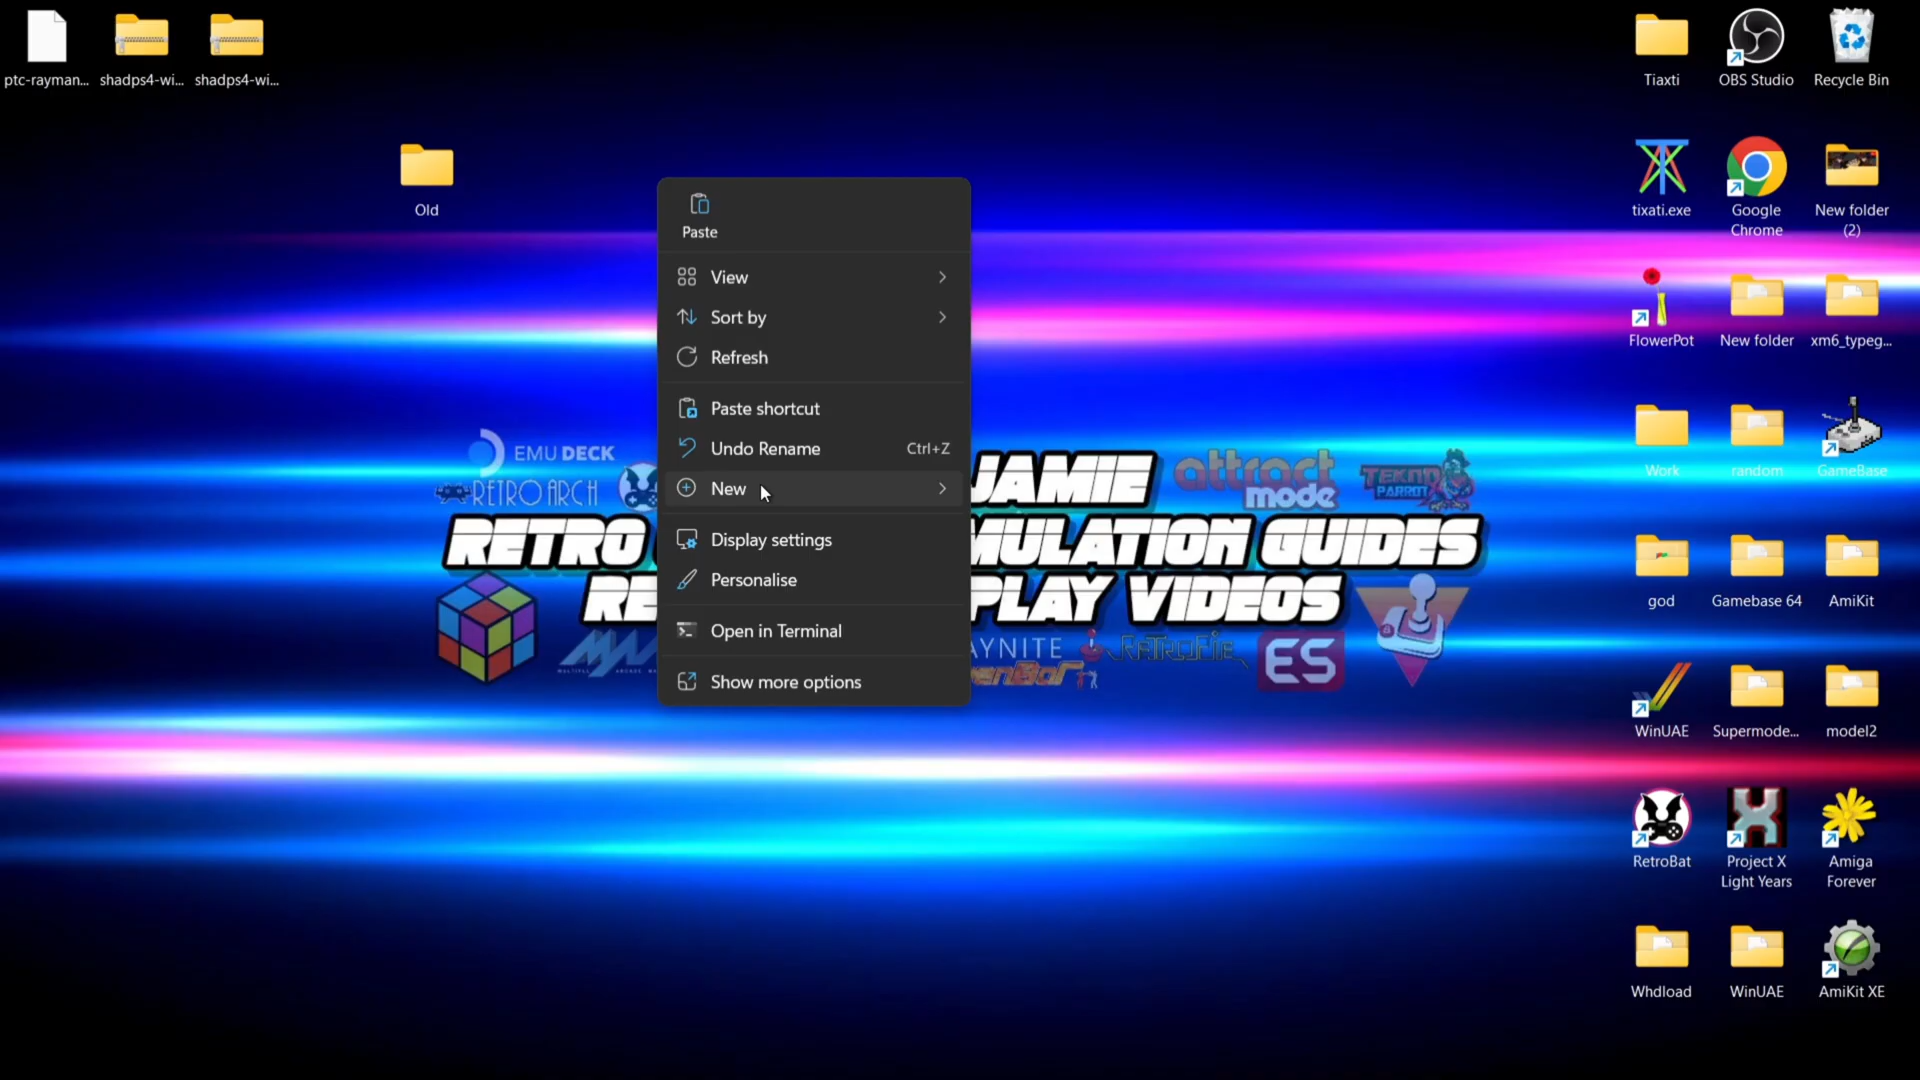 ptc-rayman...
shadps4-wi...
shadps4-wi...
Tiaxti
OBS Studio
Recycle Bin
Old
tixati.exe
Google
Chrome
New folder
(2)
Paste
View
Sort by
Refresh
Paste shortcut
Undo Rename Ctrl+Z
New
Display settings
Personalise
Open in Terminal
Show more options
FlowerPot
New folder
xm6_typeg...
Work
random
GameBase
god
Gamebase 64
AmiKit
WinUAE
Supermode...
model2
RetroBat
Project X
Light Years
Amiga
Forever
Whdload
WinUAE
AmiKit XE
EMU DECK
RETRO ARCH
JAMIE
attract
mode
TEKNO
PARROT
RETRO
MULATION GUIDES
RE
PLAY VIDEOS
AYNITE
RETROFIE
ES